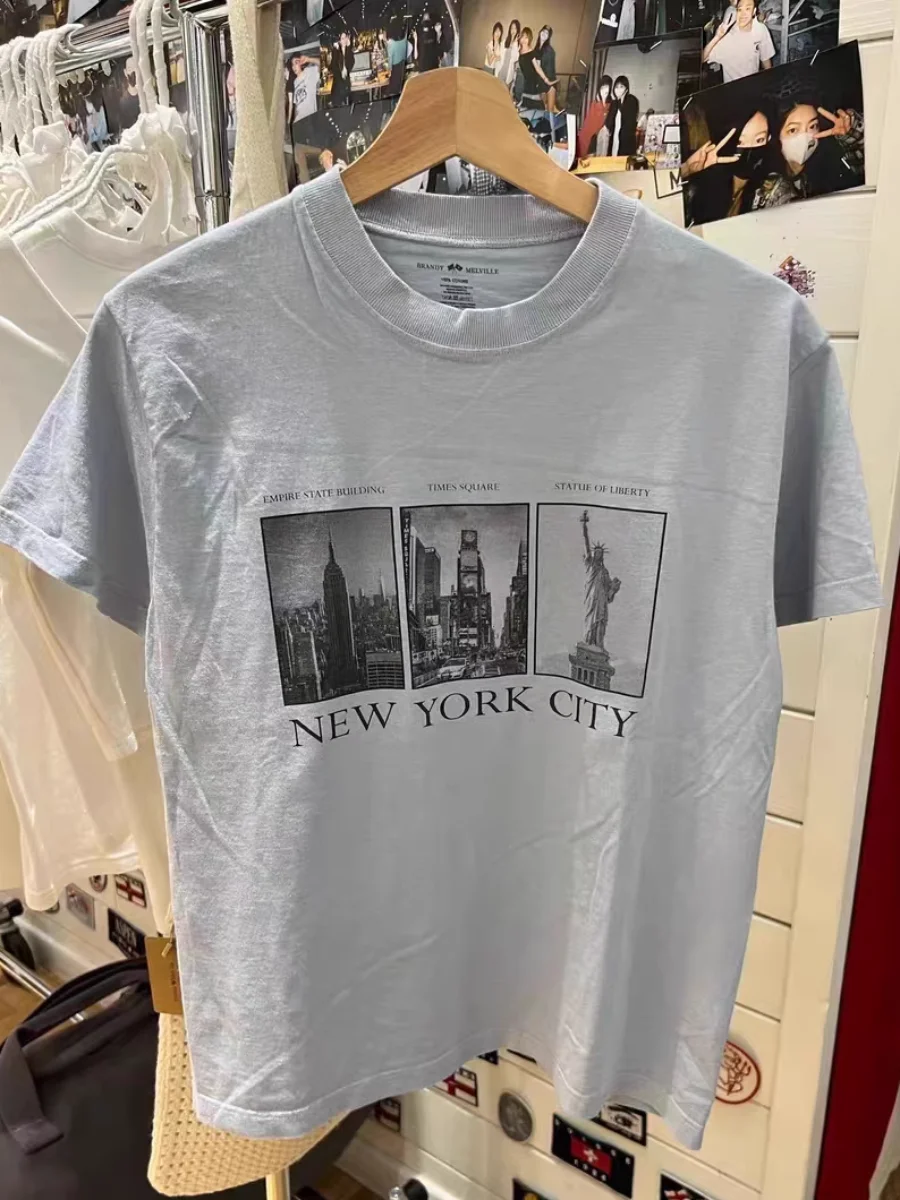 BRANDY MELVILLE
EMPIRE STATE BUILDING
TIMES SQUARE
STATUE OF LIBERTY
NEW YORK CITY